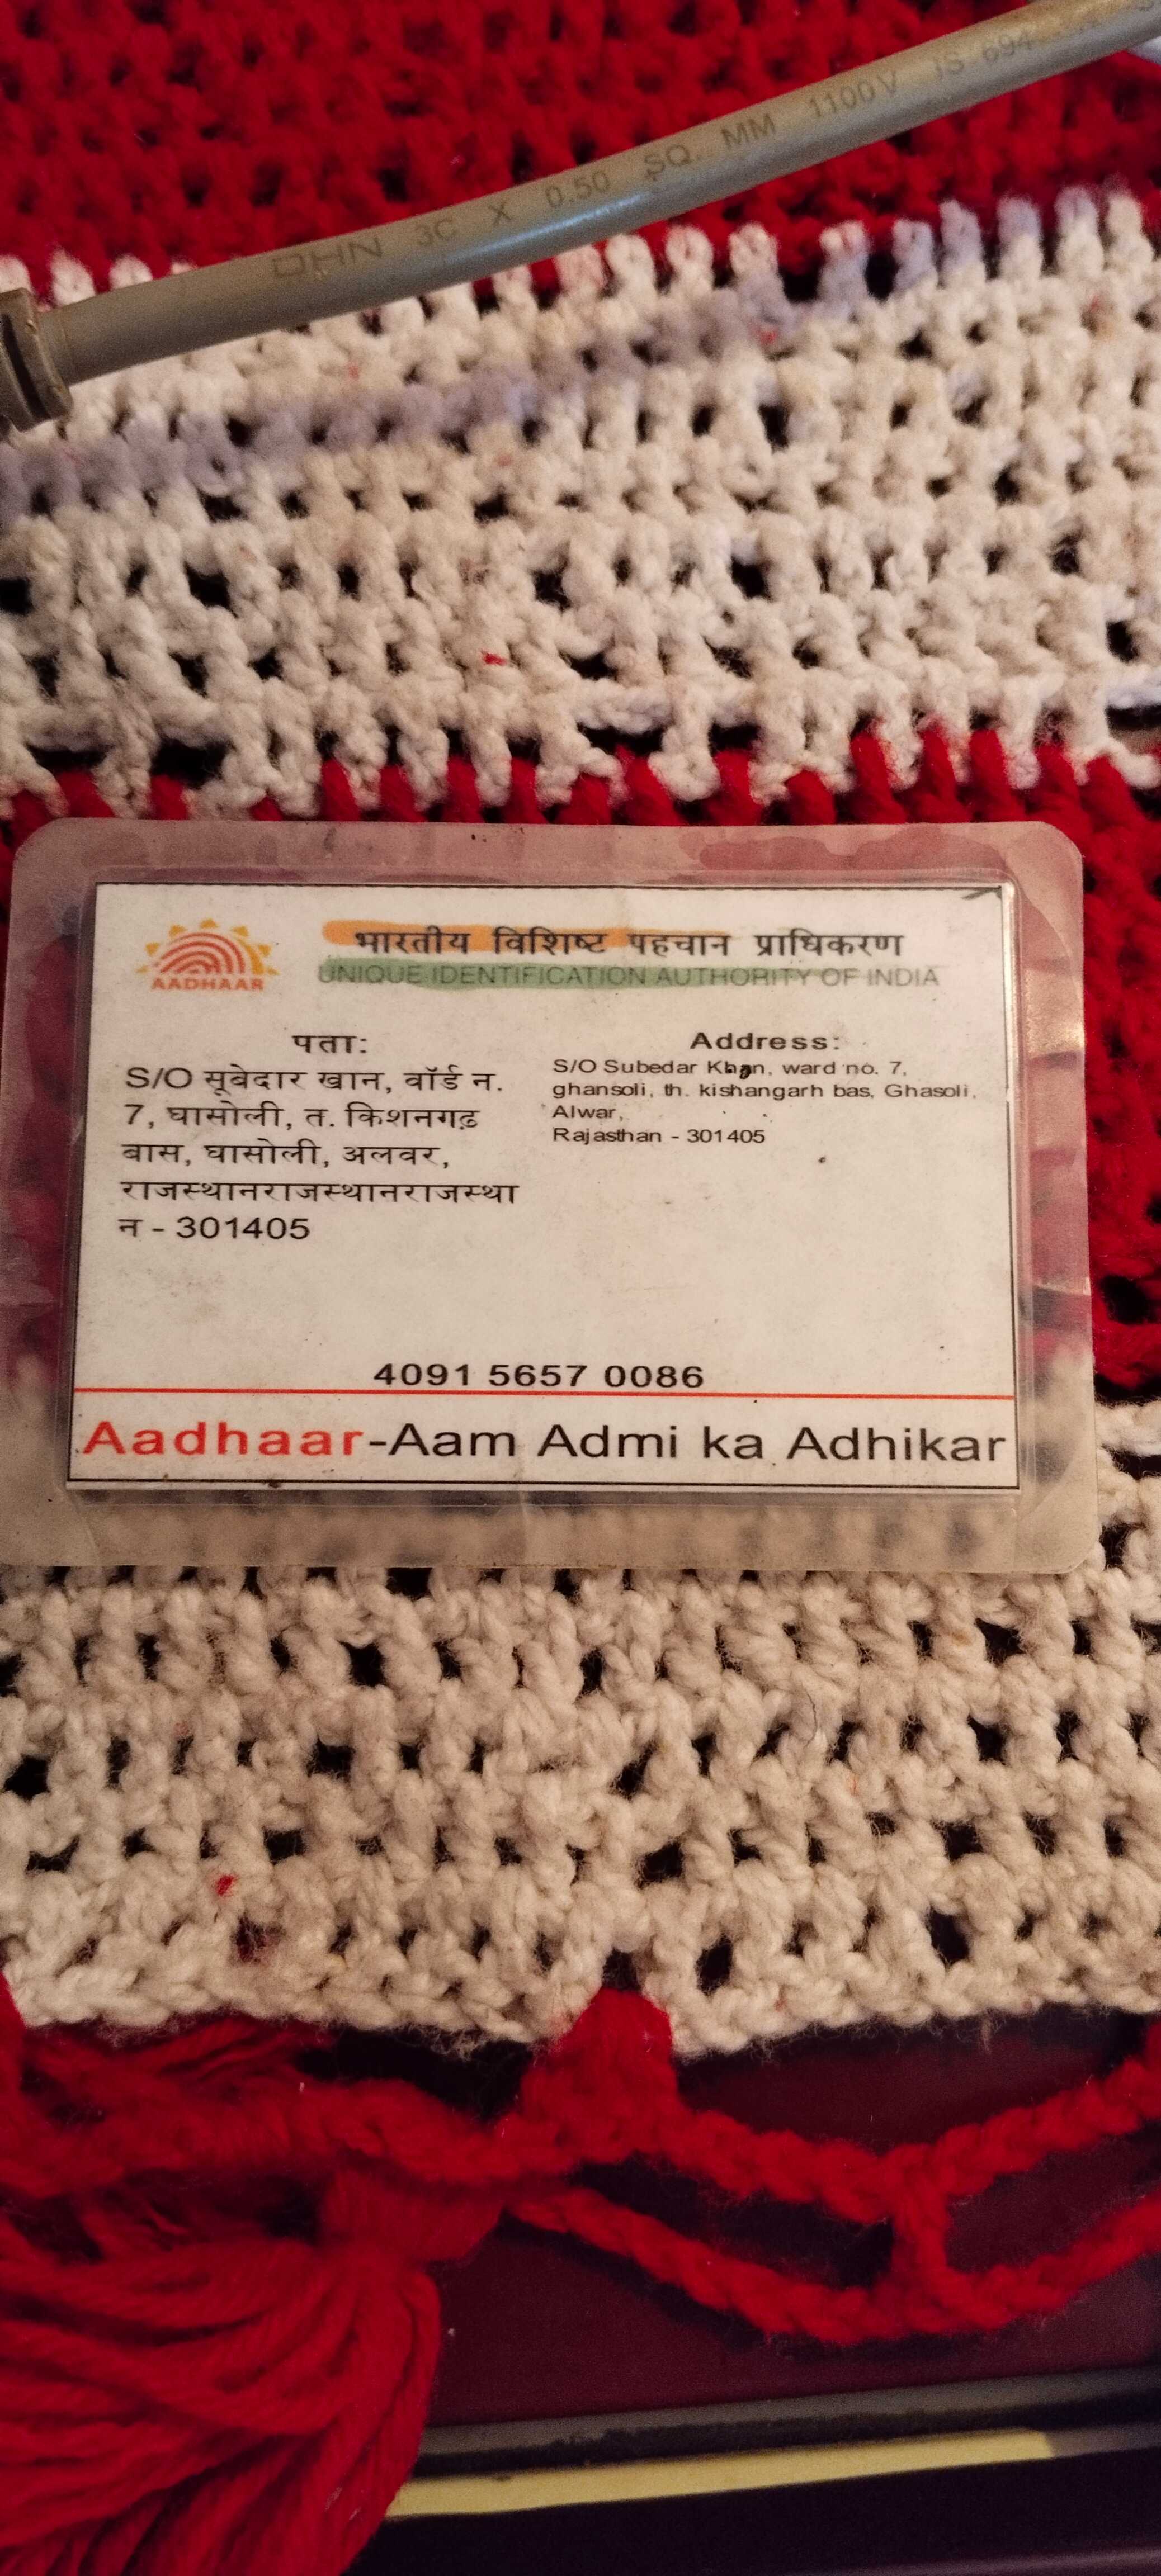 DHN 3C X 0.50 SQ. MM 1100V IS 694
भारतीय विशिष्ट पहचान प्राधिकरण
UNIQUE IDENTIFICATION AUTHORITY OF INDIA
AADHAAR
पता:
S/O सूबेदार खान, वॉर्ड न.
7, घासोली, त. किशनगढ़
बास, घासोली, अलवर,
राजस्थानराजस्थानराजस्था
न - 301405
Address:
S/O Subedar Khan, ward no. 7,
ghansoli, th. kishangarh bas, Ghasoli,
Alwar,
Rajasthan - 301405
4091 5657 0086
Aadhaar-Aam Admi ka Adhikar